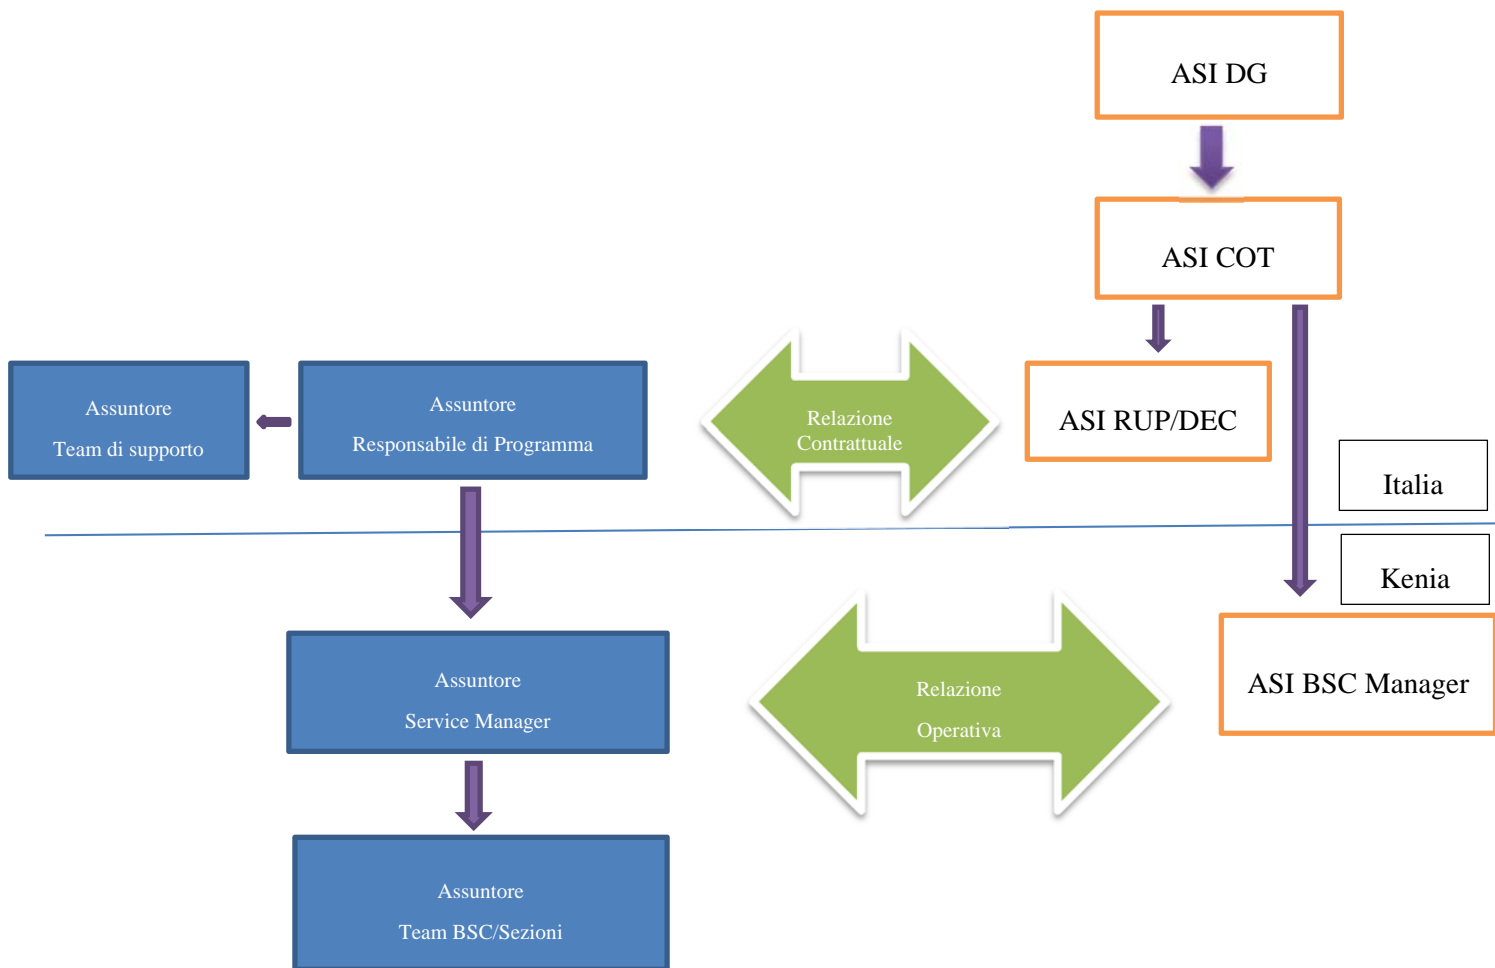 ASI DG
ASI COT
Assuntore
Team di supporto
Assuntore
Responsabile di Programma
Relazione
Contrattuale
ASI RUP/DEC
Italia
Kenia
Assuntore
Service Manager
Relazione
Operativa
ASI BSC Manager
Assuntore
Team BSC/Sezioni